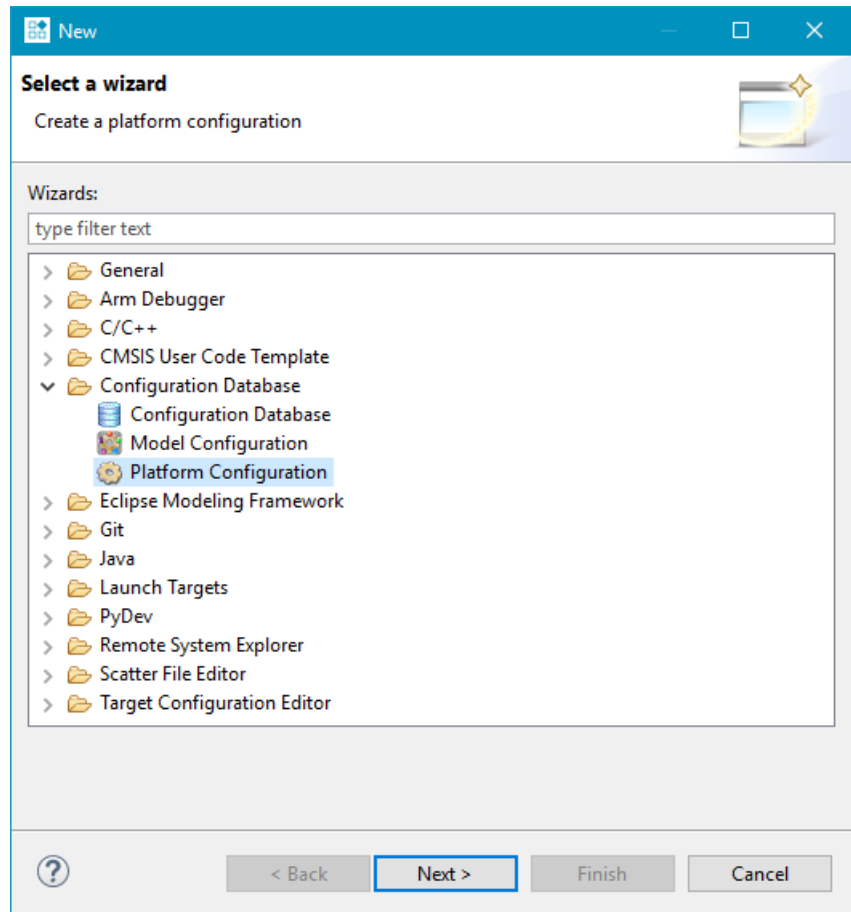 New
Select a wizard
Create a platform configuration
Wizards:
type filter text
General
Arm Debugger
C/C++
CMSIS User Code Template
Configuration Database
Configuration Database
Model Configuration
Platform Configuration
Eclipse Modeling Framework
Git
Java
Launch Targets
PyDev
Remote System Explorer
Scatter File Editor
Target Configuration Editor
? < Back Next > Finish Cancel